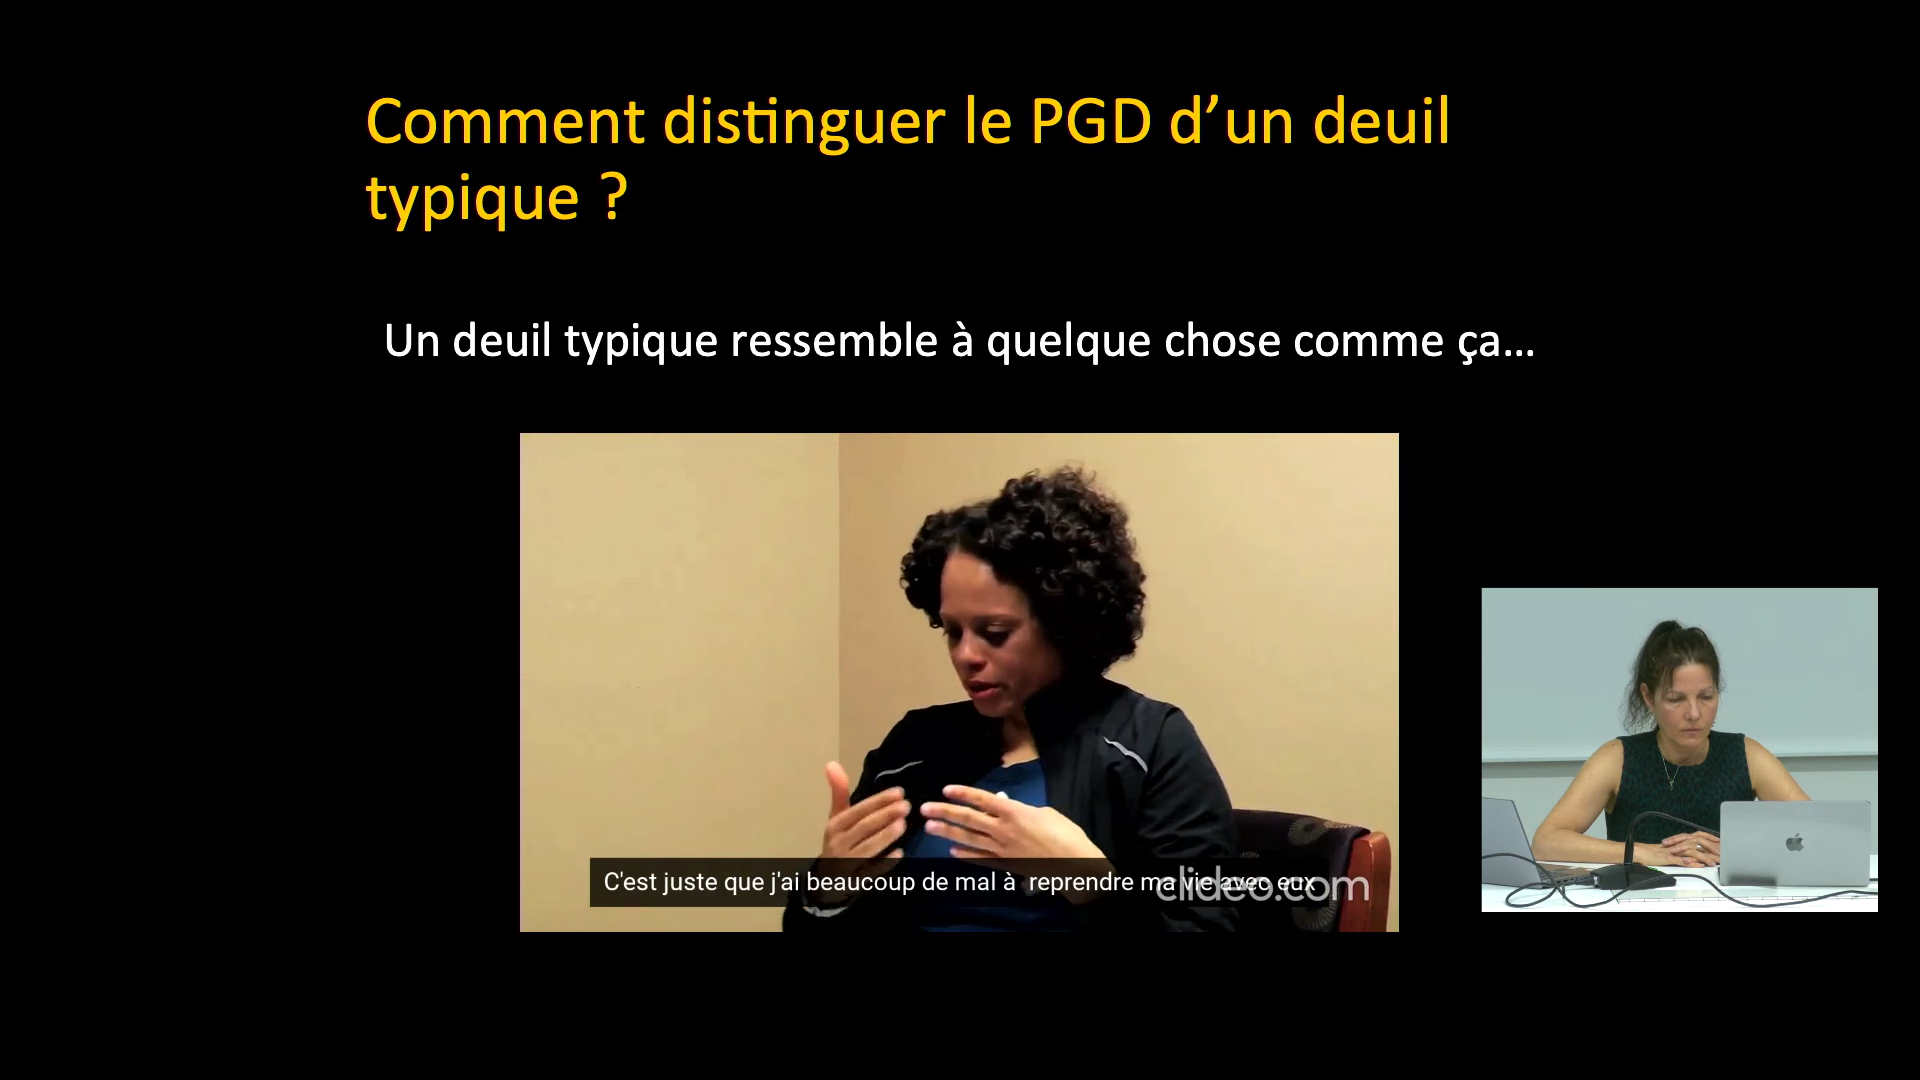 Comment distinguer le PGD d’un deuil
typique ?
Un deuil typique ressemble à quelque chose comme ça...
C'est juste que j'ai beaucoup de mal à  reprendre ma vie avec eux
clideo.com